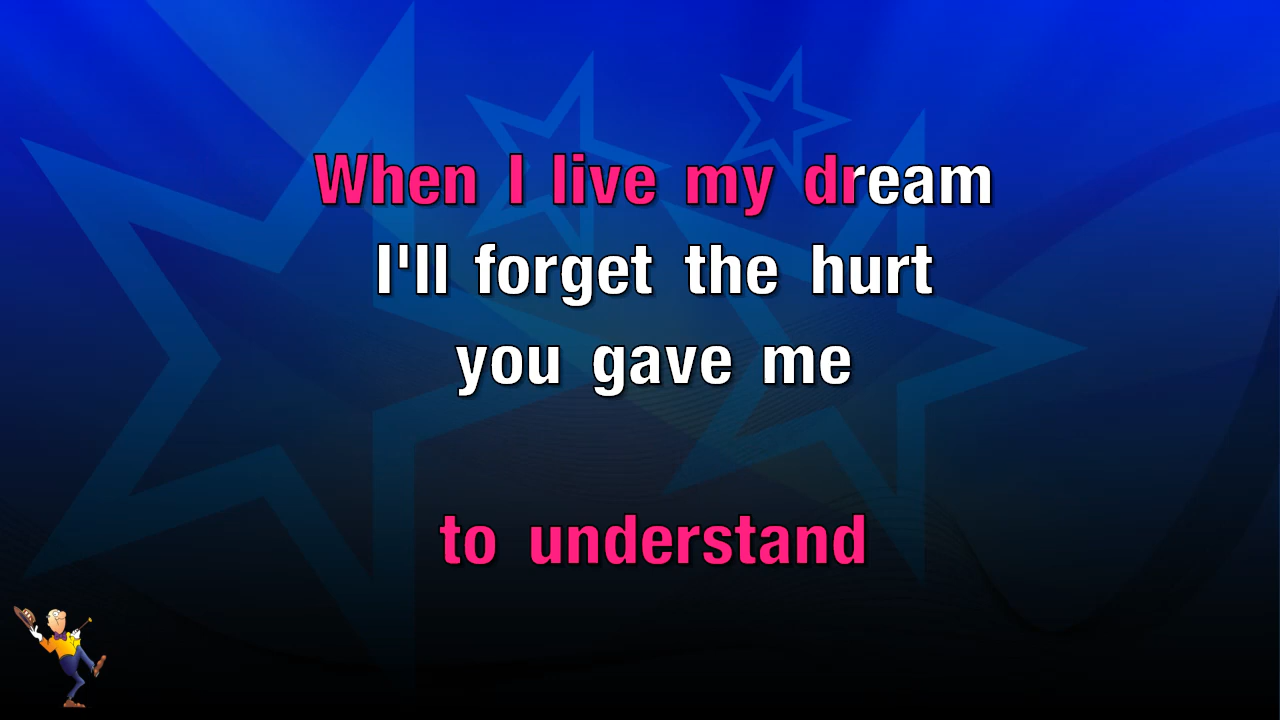 When I live my dream
I'll forget the hurt
you gave me
to understand